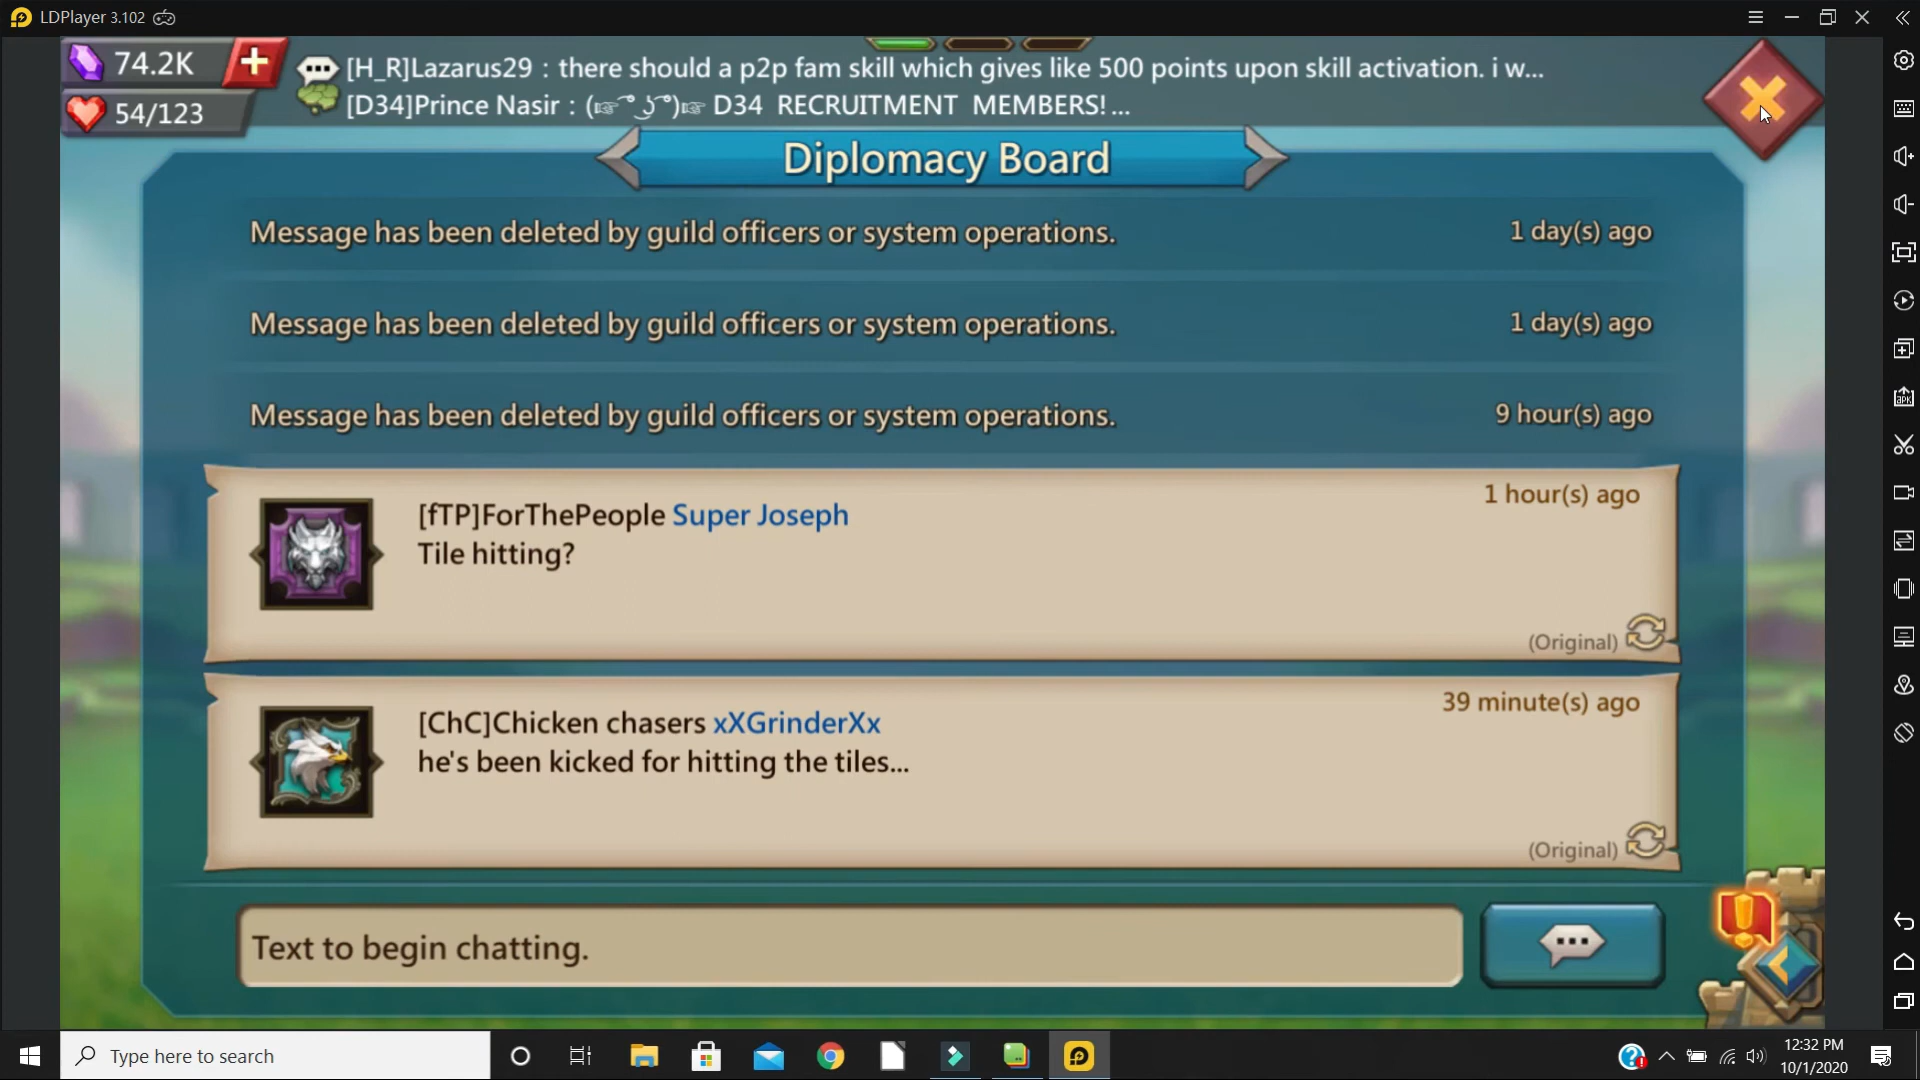 LDPlayer 3.102
74.2K
54/123
[H_R]Lazarus29 : there should a p2p fam skill which gives like 500 points upon skill activation. i w...
[D34]Prince Nasir : (☞ ͡° ͜ʖ ͡°)☞ D34 RECRUITMENT MEMBERS! ...
Diplomacy Board
Message has been deleted by guild officers or system operations.
1 day(s) ago
Message has been deleted by guild officers or system operations.
1 day(s) ago
Message has been deleted by guild officers or system operations.
9 hour(s) ago
[fTP]ForThePeople Super Joseph
1 hour(s) ago
Tile hitting?
(Original)
[ChC]Chicken chasers xXGrinderXx
39 minute(s) ago
he's been kicked for hitting the tiles...
(Original)
Text to begin chatting.
Type here to search
12:32 PM
10/1/2020